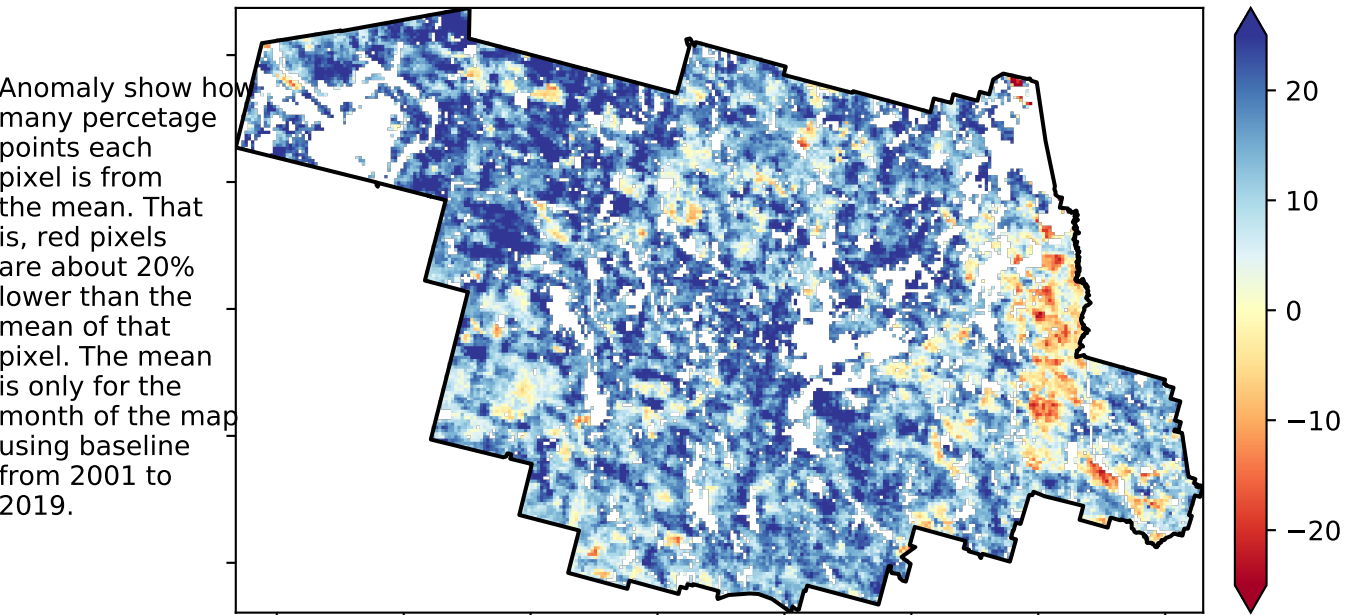 Anomaly show how
many percetage
points each
pixel is from
the mean. That
is, red pixels
are about 20%
lower than the
mean of that
pixel. The mean
is only for the
month of the map
using baseline
from 2001 to
2019.
20
10
0
−10
−20